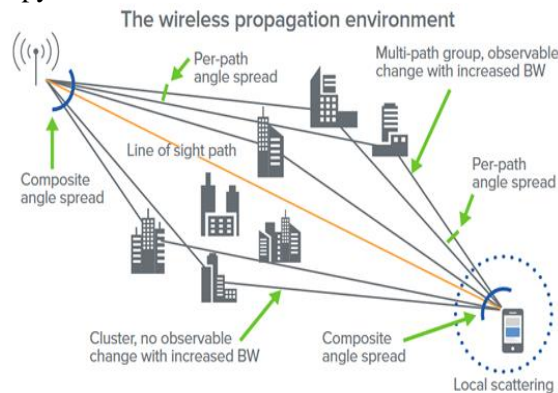 The wireless propagation environment
Per-path
angle spread
Multi-path group, observable
change with increased BW
Line of sight path
Composite
angle spread
Per-path
angle spread
Cluster, no observable
change with increased BW
Composite
angle spread
Local scattering